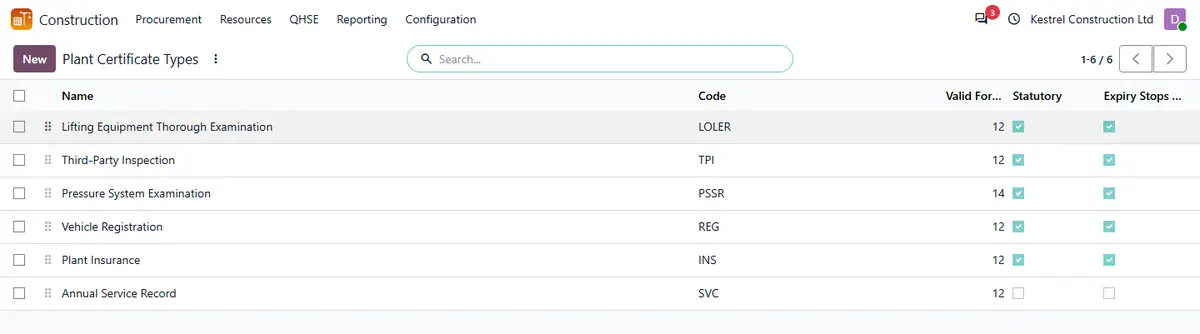 Construction Procurement Resources QHSE Reporting Configuration 3 Kestrel Construction Ltd D
New Plant Certificate Types Search... 1-6 / 6
Name Code Valid For... Statutory Expiry Stops ...
Lifting Equipment Thorough Examination LOLER 12
Third-Party Inspection TPI 12
Pressure System Examination PSSR 14
Vehicle Registration REG 12
Plant Insurance INS 12
Annual Service Record SVC 12